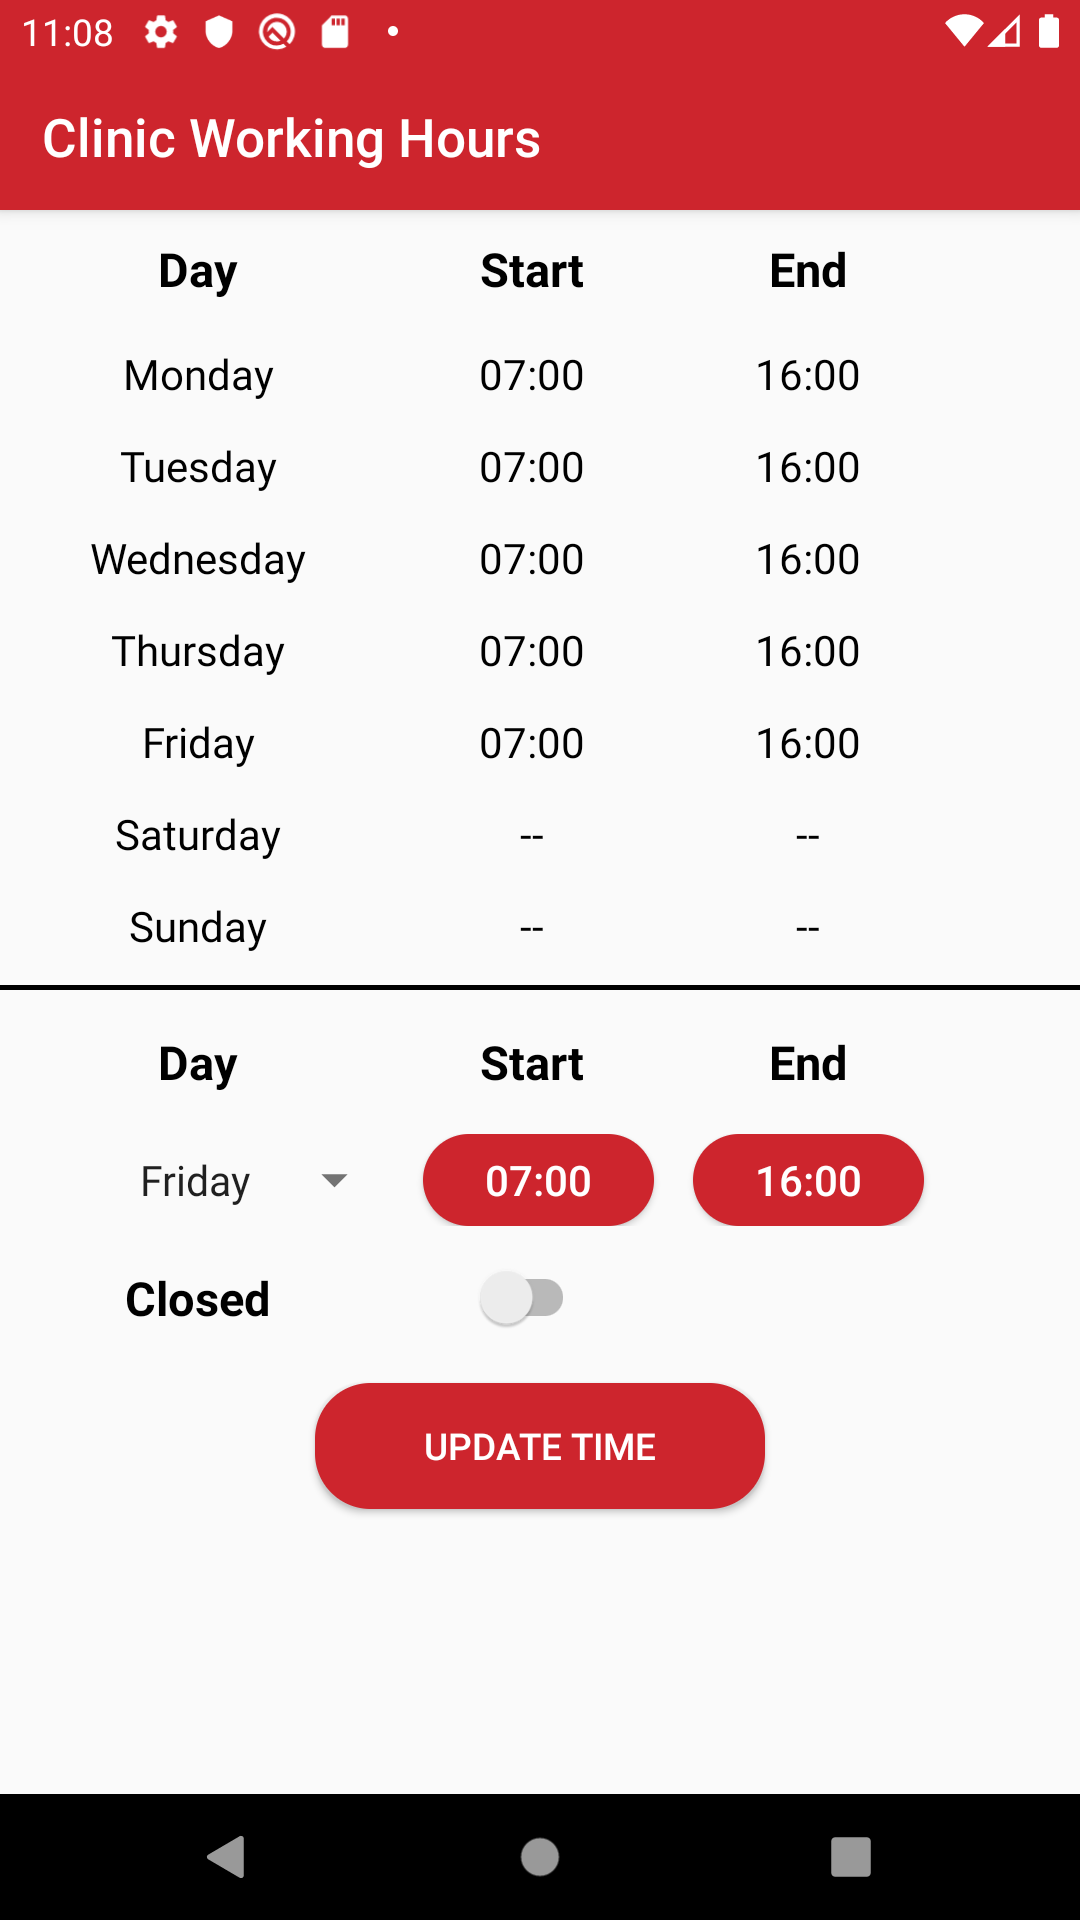 11:08
Clinic Working Hours
Day Start End
Monday 07:00 16:00
Tuesday 07:00 16:00
Wednesday 07:00 16:00
Thursday 07:00 16:00
Friday 07:00 16:00
Saturday -- --
Sunday -- --
Day Start End
Friday 07:00 16:00
Closed
UPDATE TIME